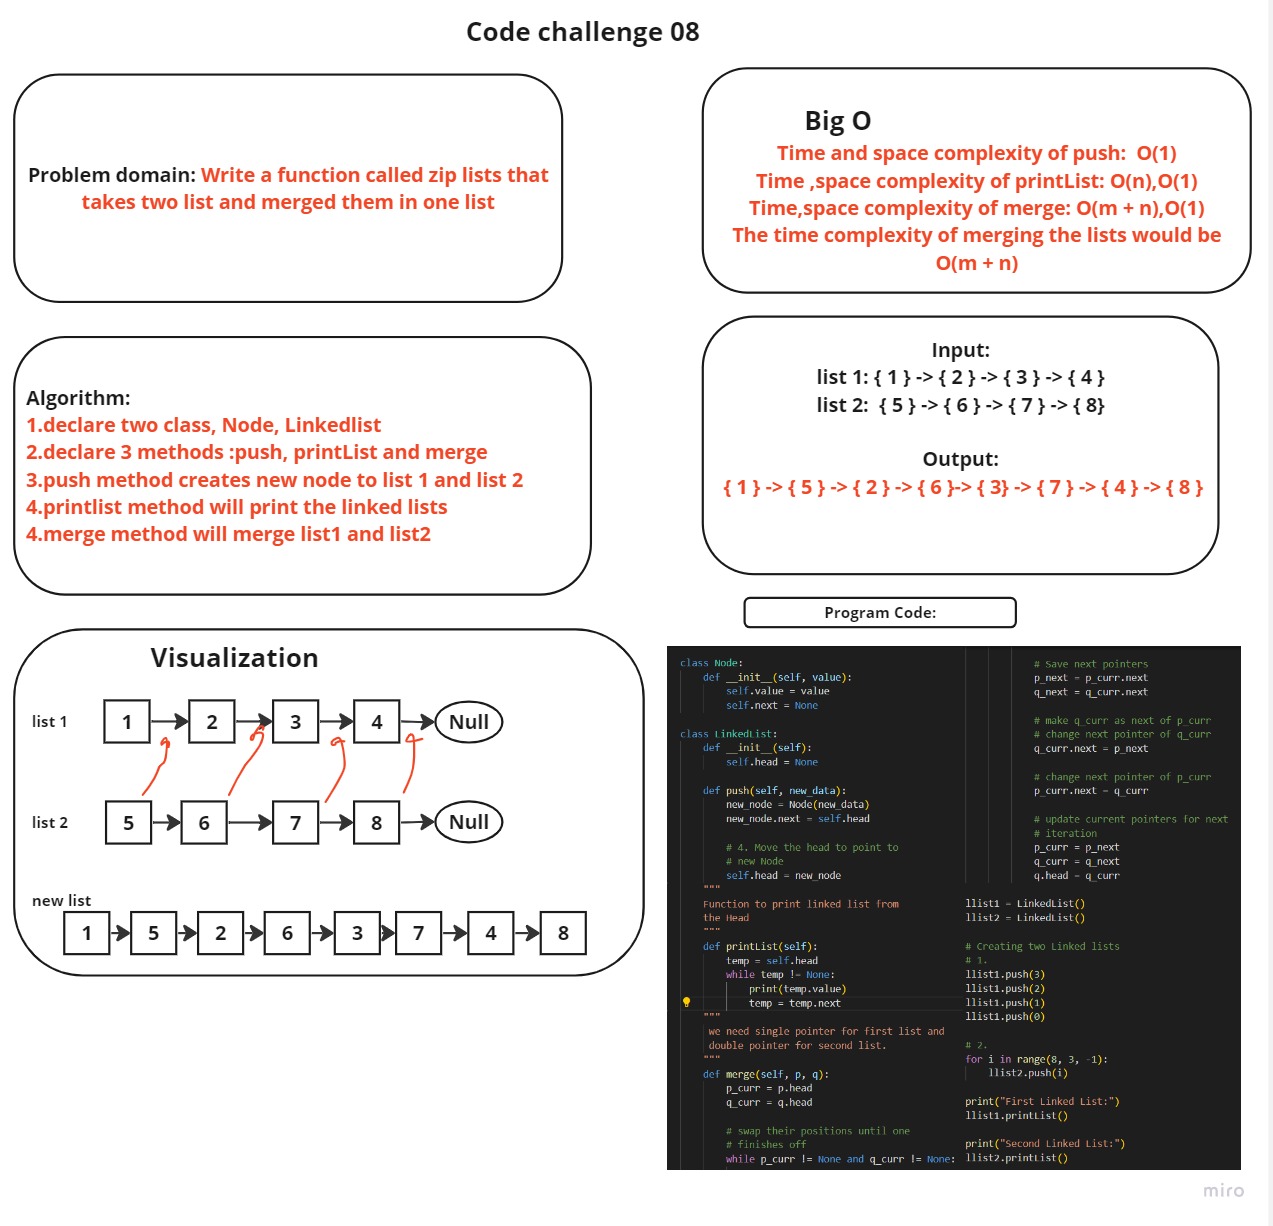 Code challenge 08
Problem domain: Write a function called zip lists that
takes two list and merged them in one list
Big O
Time and space complexity of push:  O(1)
Time ,space complexity of printList: O(n),O(1)
Time,space complexity of merge: O(m + n),O(1)
The time complexity of merging the lists would be
O(m + n)
Algorithm:
1.declare two class, Node, Linkedlist
2.declare 3 methods :push, printList and merge
3.push method creates new node to list 1 and list 2
4.printlist method will print the linked lists
4.merge method will merge list1 and list2
Input:
list 1: { 1 } -> { 2 } -> { 3 } -> { 4 }
list 2:  { 5 } -> { 6 } -> { 7 } -> { 8}
Output:
{ 1 } -> { 5 } -> { 2 } -> { 6 }-> { 3} -> { 7 } -> { 4 } -> { 8 }
Visualization
list 1 1 2 3 4 Null
list 2 5 6 7 8 Null
new list
1 5 2 6 3 7 4 8
Program Code:
class Node:
def __init__(self, value):
self.value = value
self.next = None
class LinkedList:
def __init__(self):
self.head = None
def push(self, new_data):
new_node = Node(new_data)
new_node.next = self.head
# 4. Move the head to point to
# new Node
self.head = new_node
"""
Function to print linked list from
the Head
"""
def printList(self):
temp = self.head
while temp != None:
print(temp.value)
temp = temp.next
"""
we need single pointer for first list and
double pointer for second list.
"""
def merge(self, p, q):
p_curr = p.head
q_curr = q.head
# swap their positions until one
# finishes off
while p_curr != None and q_curr != None:
# Save next pointers
p_next = p_curr.next
q_next = q_curr.next
# make q_curr as next of p_curr
# change next pointer of q_curr
q_curr.next = p_next
# change next pointer of p_curr
p_curr.next = q_curr
# update current pointers for next
# iteration
p_curr = p_next
q_curr = q_next
q.head = q_curr
llist1 = LinkedList()
llist2 = LinkedList()
# Creating two Linked lists
# 1.
llist1.push(3)
llist1.push(2)
llist1.push(1)
llist1.push(0)
# 2.
for i in range(8, 3, -1):
llist2.push(i)
print("First Linked List:")
llist1.printList()
print("Second Linked List:")
llist2.printList()
miro